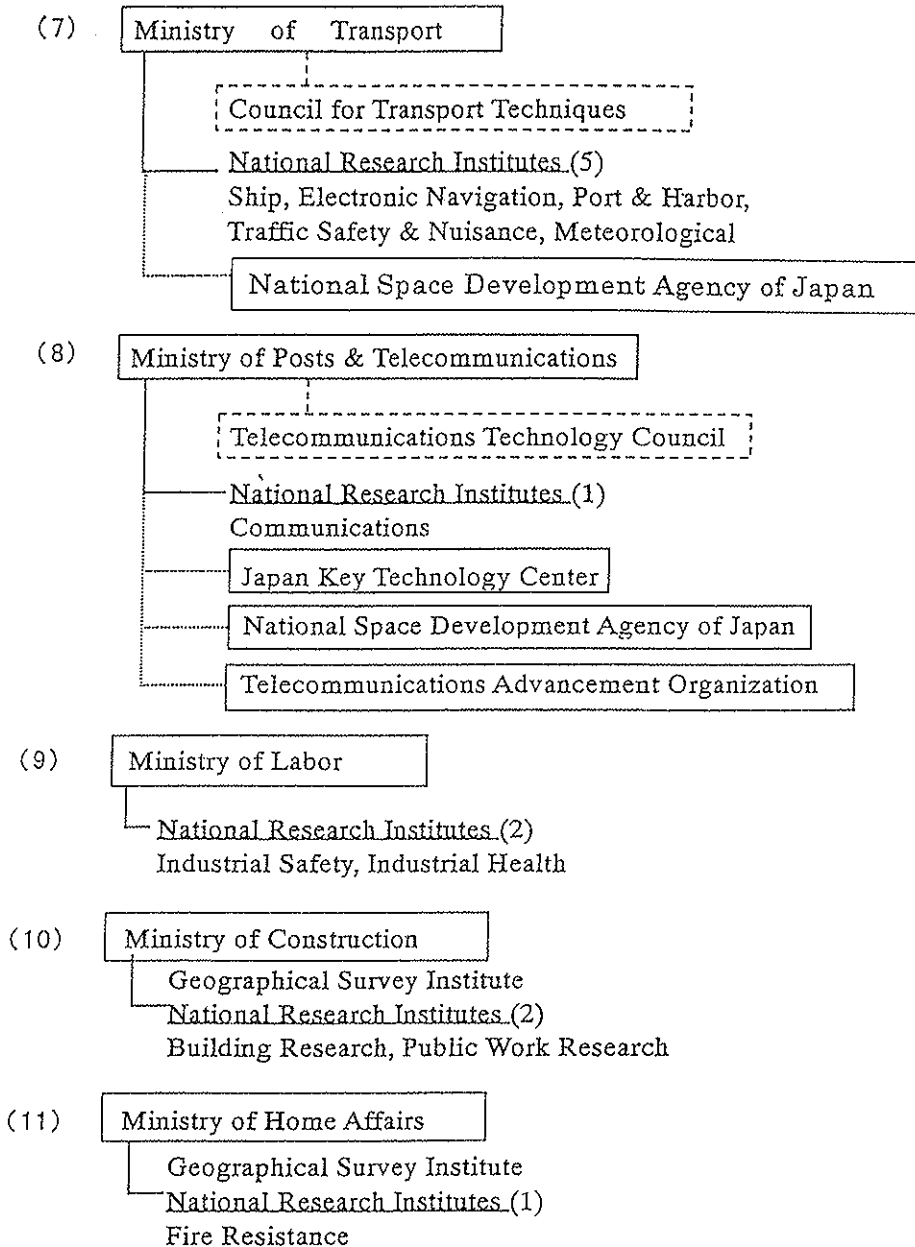 (7) Ministry of Transport
Council for Transport Techniques
National Research Institutes (5)
Ship, Electronic Navigation, Port & Harbor,
Traffic Safety & Nuisance, Meteorological
National Space Development Agency of Japan
(8) Ministry of Posts & Telecommunications
Telecommunications Technology Council
National Research Institutes (1)
Communications
Japan Key Technology Center
National Space Development Agency of Japan
Telecommunications Advancement Organization
(9) Ministry of Labor
National Research Institutes (2)
Industrial Safety, Industrial Health
(10) Ministry of Construction
Geographical Survey Institute
National Research Institutes (2)
Building Research, Public Work Research
(11) Ministry of Home Affairs
Geographical Survey Institute
National Research Institutes (1)
Fire Resistance